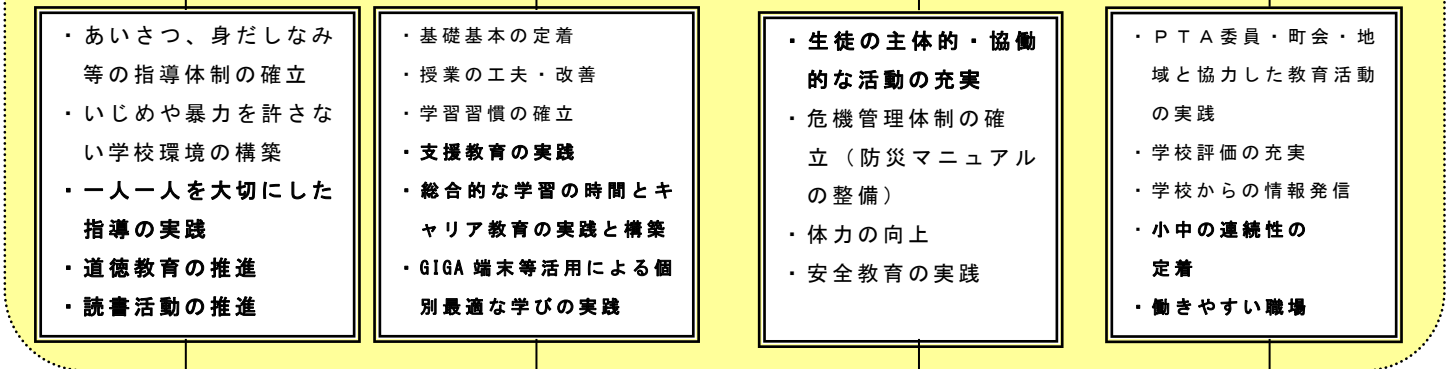 ・あいさつ、身だしなみ
等の指導体制の確立
・いじめや暴力を許さな
い学校環境の構築
・一人一人を大切にした
指導の実践
・道徳教育の推進
・読書活動の推進
・基礎基本の定着
・授業の工夫・改善
・学習習慣の確立
・支援教育の実践
・総合的な学習の時間とキ
ャリア教育の実践と構築
・GIGA 端末等活用による個
別最適な学びの実践
・生徒の主体的・協働
的な活動の充実
・危機管理体制の確
立（防災マニュアル
の整備）
・体力の向上
・安全教育の実践
・ＰＴＡ委員・町会・地
域と協力した教育活動
の実践
・学校評価の充実
・学校からの情報発信
・小中の連続性の
定着
・働きやすい職場